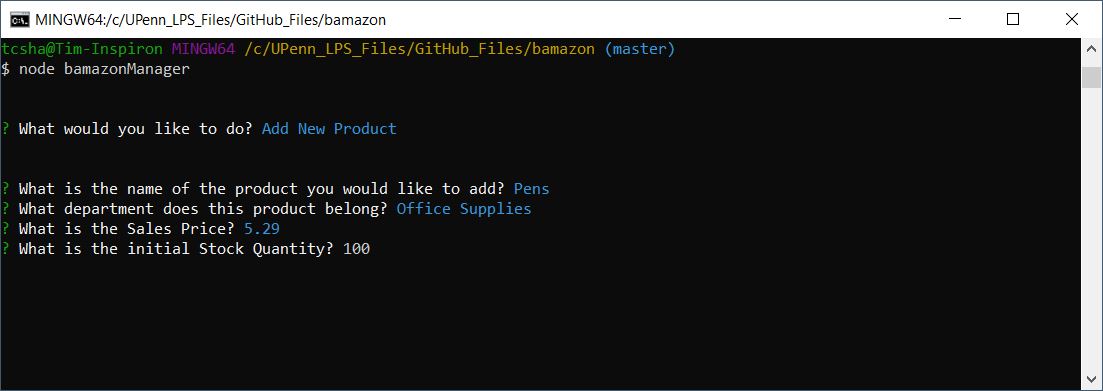 MINGW64:/c/UPenn_LPS_Files/GitHub_Files/bamazon
tcsha@Tim-Inspiron MINGW64 /c/UPenn_LPS_Files/GitHub_Files/bamazon (master)
$ node bamazonManager
? What would you like to do? Add New Product
? What is the name of the product you would like to add? Pens
? What department does this product belong? Office Supplies
? What is the Sales Price? 5.29
? What is the initial Stock Quantity? 100